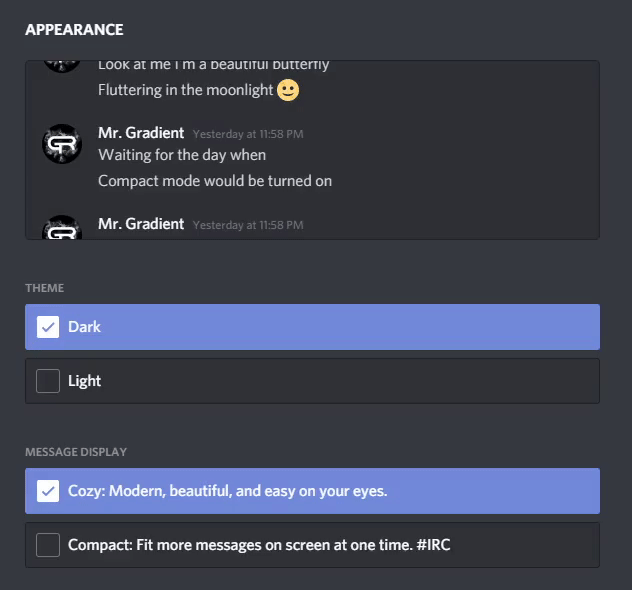 APPEARANCE
Look at me I'm a beautiful butterfly
Fluttering in the moonlight
Mr. Gradient Yesterday at 11:58 PM
Waiting for the day when
Compact mode would be turned on
Mr. Gradient Yesterday at 11:58 PM
THEME
Dark
Light
MESSAGE DISPLAY
Cozy: Modern, beautiful, and easy on your eyes.
Compact: Fit more messages on screen at one time. #IRC